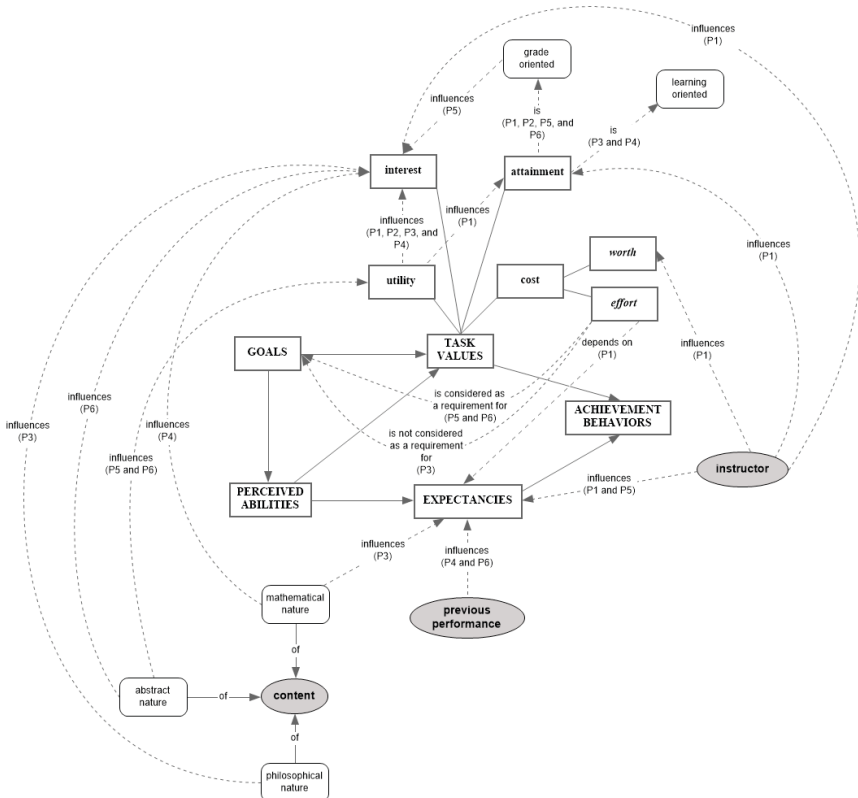 influences
(P1)
grade
oriented
learning
oriented
influences
(P5)
is
(P1, P2, P5, and
P6)
is
(P3 and P4)
interest
attainment
influences
(P1)
influences
(P1, P2, P3, and
P4)
influences
(P1)
worth
utility
cost
effort
depends on
(P1)
influences
(P1)
GOALS
TASK
VALUES
is considered as
a requirement for
(P5 and P6)
ACHIEVEMENT
BEHAVIORS
influences
(P6)
influences
(P3)
influences
(P4)
is not considered
as a requirement
for
(P3)
influences
(P5 and P6)
instructor
influences
(P1 and P5)
PERCEIVED
ABILITIES
EXPECTANCIES
influences
(P3)
influences
(P4 and P6)
mathematical
nature
previous
performance
of
abstract
nature
of
content
of
philosophical
nature